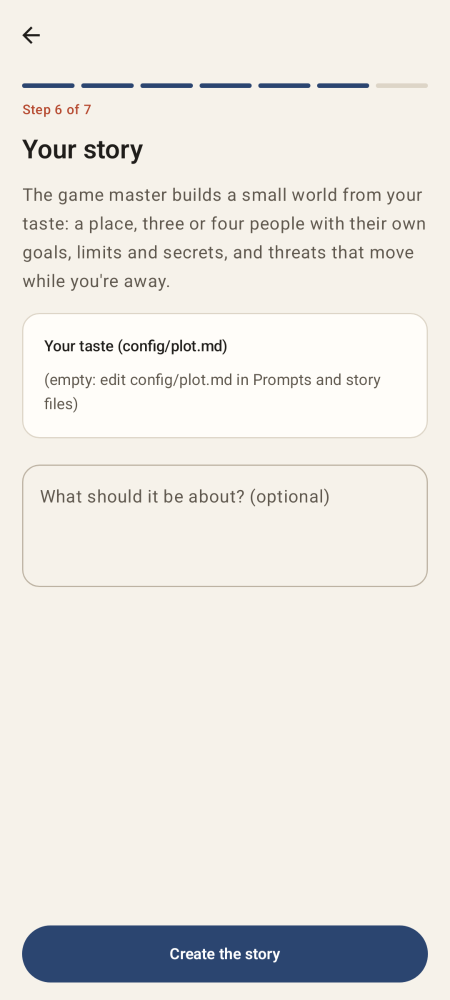 Step 6 of 7
Your story
The game master builds a small world from your
taste: a place, three or four people with their own
goals, limits and secrets, and threats that move
while you're away.
Your taste (config/plot.md)
(empty: edit config/plot.md in Prompts and story
files)
What should it be about? (optional)
Create the story